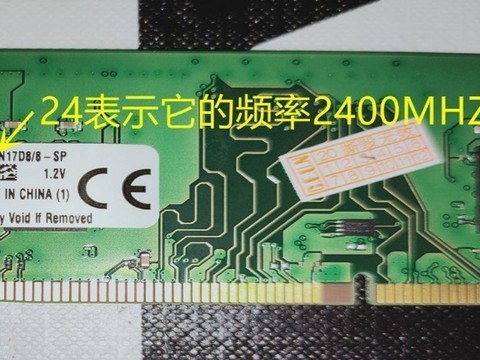 24表示它的频率2400MHZ
N17D8/8-SP
1.2V
IN CHINA (1)
y Void If Removed
CE
N113